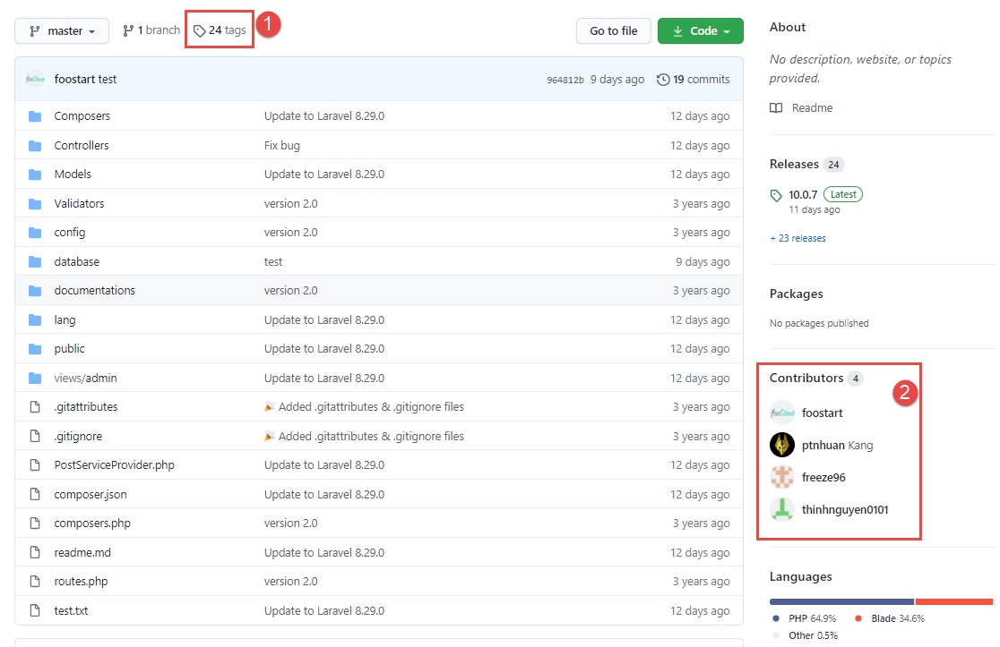 master 1 branch 24 tags 1 Go to file Code
fooStart foostart test 964812b 9 days ago 19 commits
Composers Update to Laravel 8.29.0 12 days ago
Controllers Fix bug 12 days ago
Models Update to Laravel 8.29.0 12 days ago
Validators version 2.0 3 years ago
config version 2.0 3 years ago
database test 9 days ago
documentations version 2.0 3 years ago
lang Update to Laravel 8.29.0 12 days ago
public Update to Laravel 8.29.0 12 days ago
views/admin Update to Laravel 8.29.0 12 days ago
.gitattributes Added .gitattributes & .gitignore files 3 years ago
.gitignore Added .gitattributes & .gitignore files 3 years ago
PostServiceProvider.php Update to Laravel 8.29.0 12 days ago
composer.json Update to Laravel 8.29.0 12 days ago
composers.php version 2.0 3 years ago
readme.md Update to Laravel 8.29.0 12 days ago
routes.php version 2.0 3 years ago
test.txt Update to Laravel 8.29.0 12 days ago
About
No description, website, or topics
provided.
Readme
Releases 24
10.0.7 Latest
11 days ago
+ 23 releases
Packages
No packages published
Contributors 4
2
fooStart foostart
ptnhuan Kang
freeze96
thinhnguyen0101
Languages
PHP 64.9% Blade 34.6%
Other 0.5%